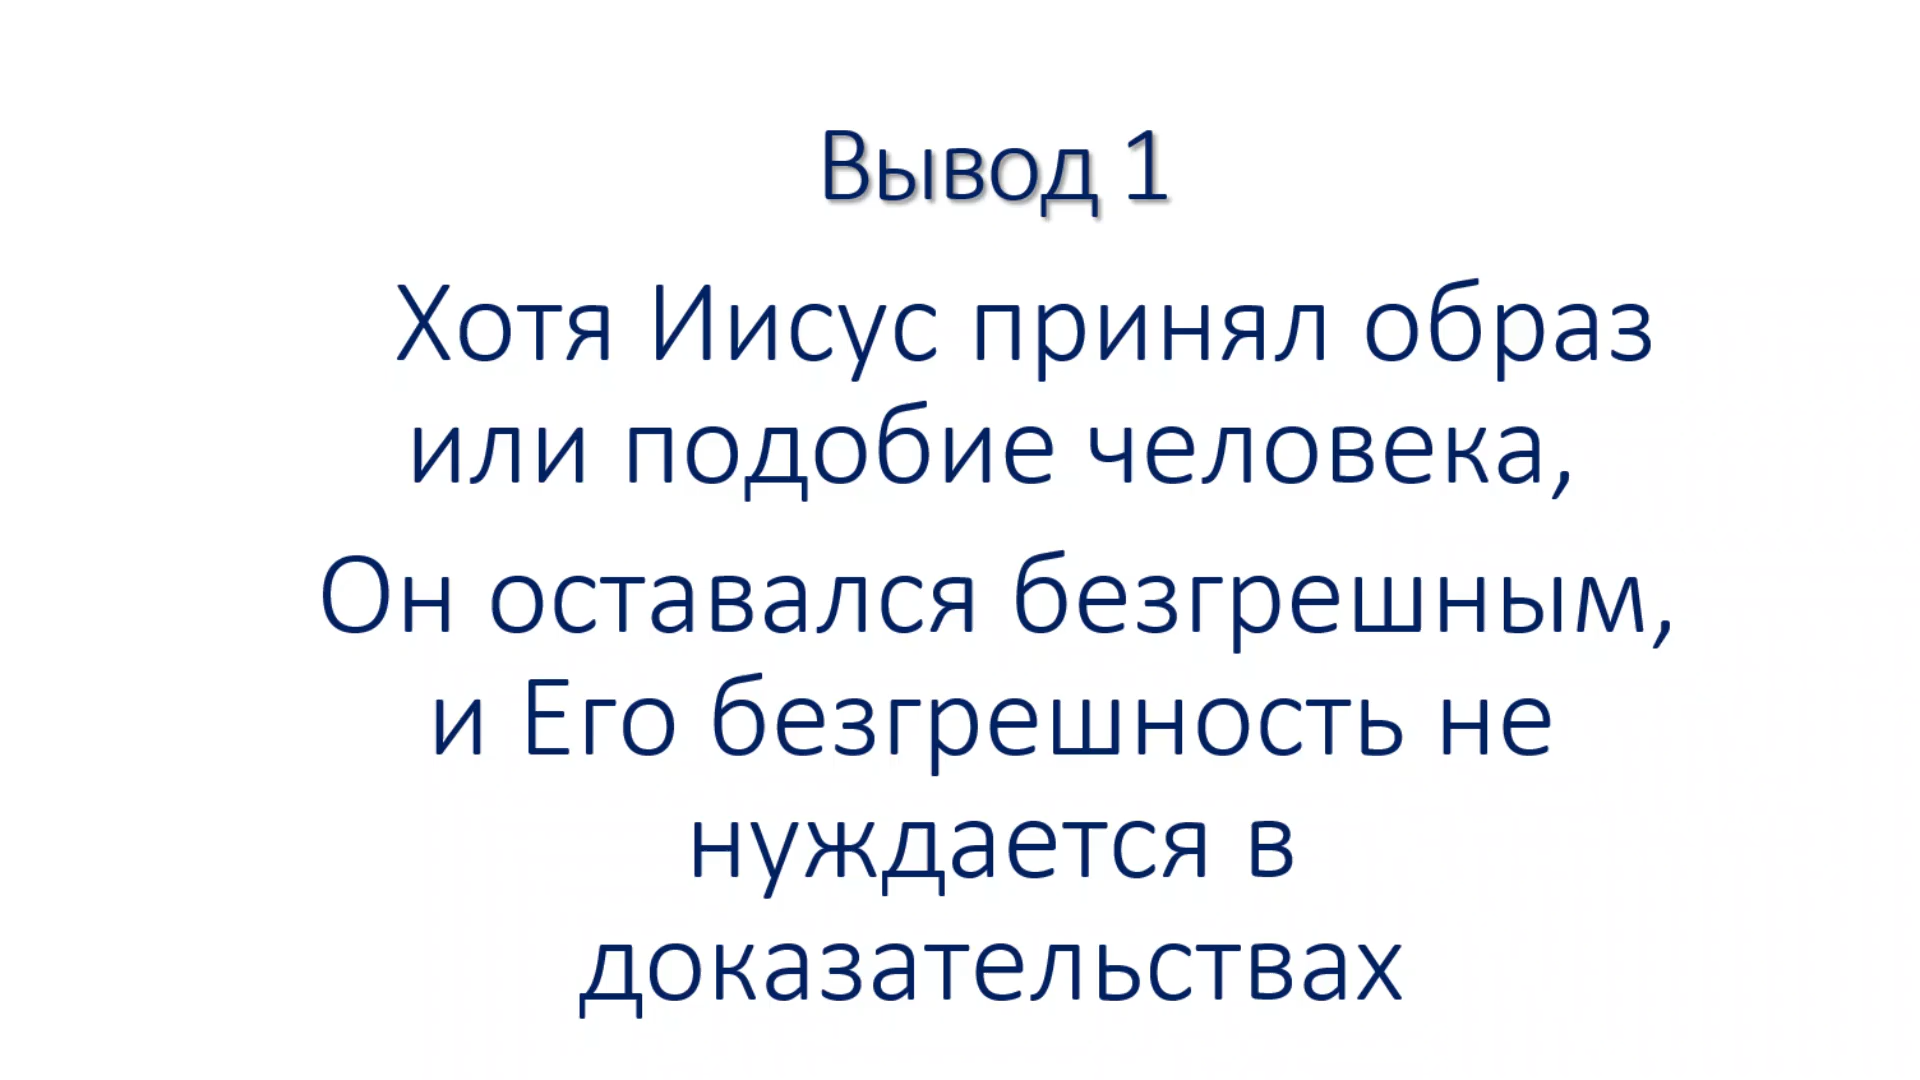 Вывод 1
Хотя Иисус принял образ
или подобие человека,
Он оставался безгрешным,
и Его безгрешность не
нуждается в
доказательствах